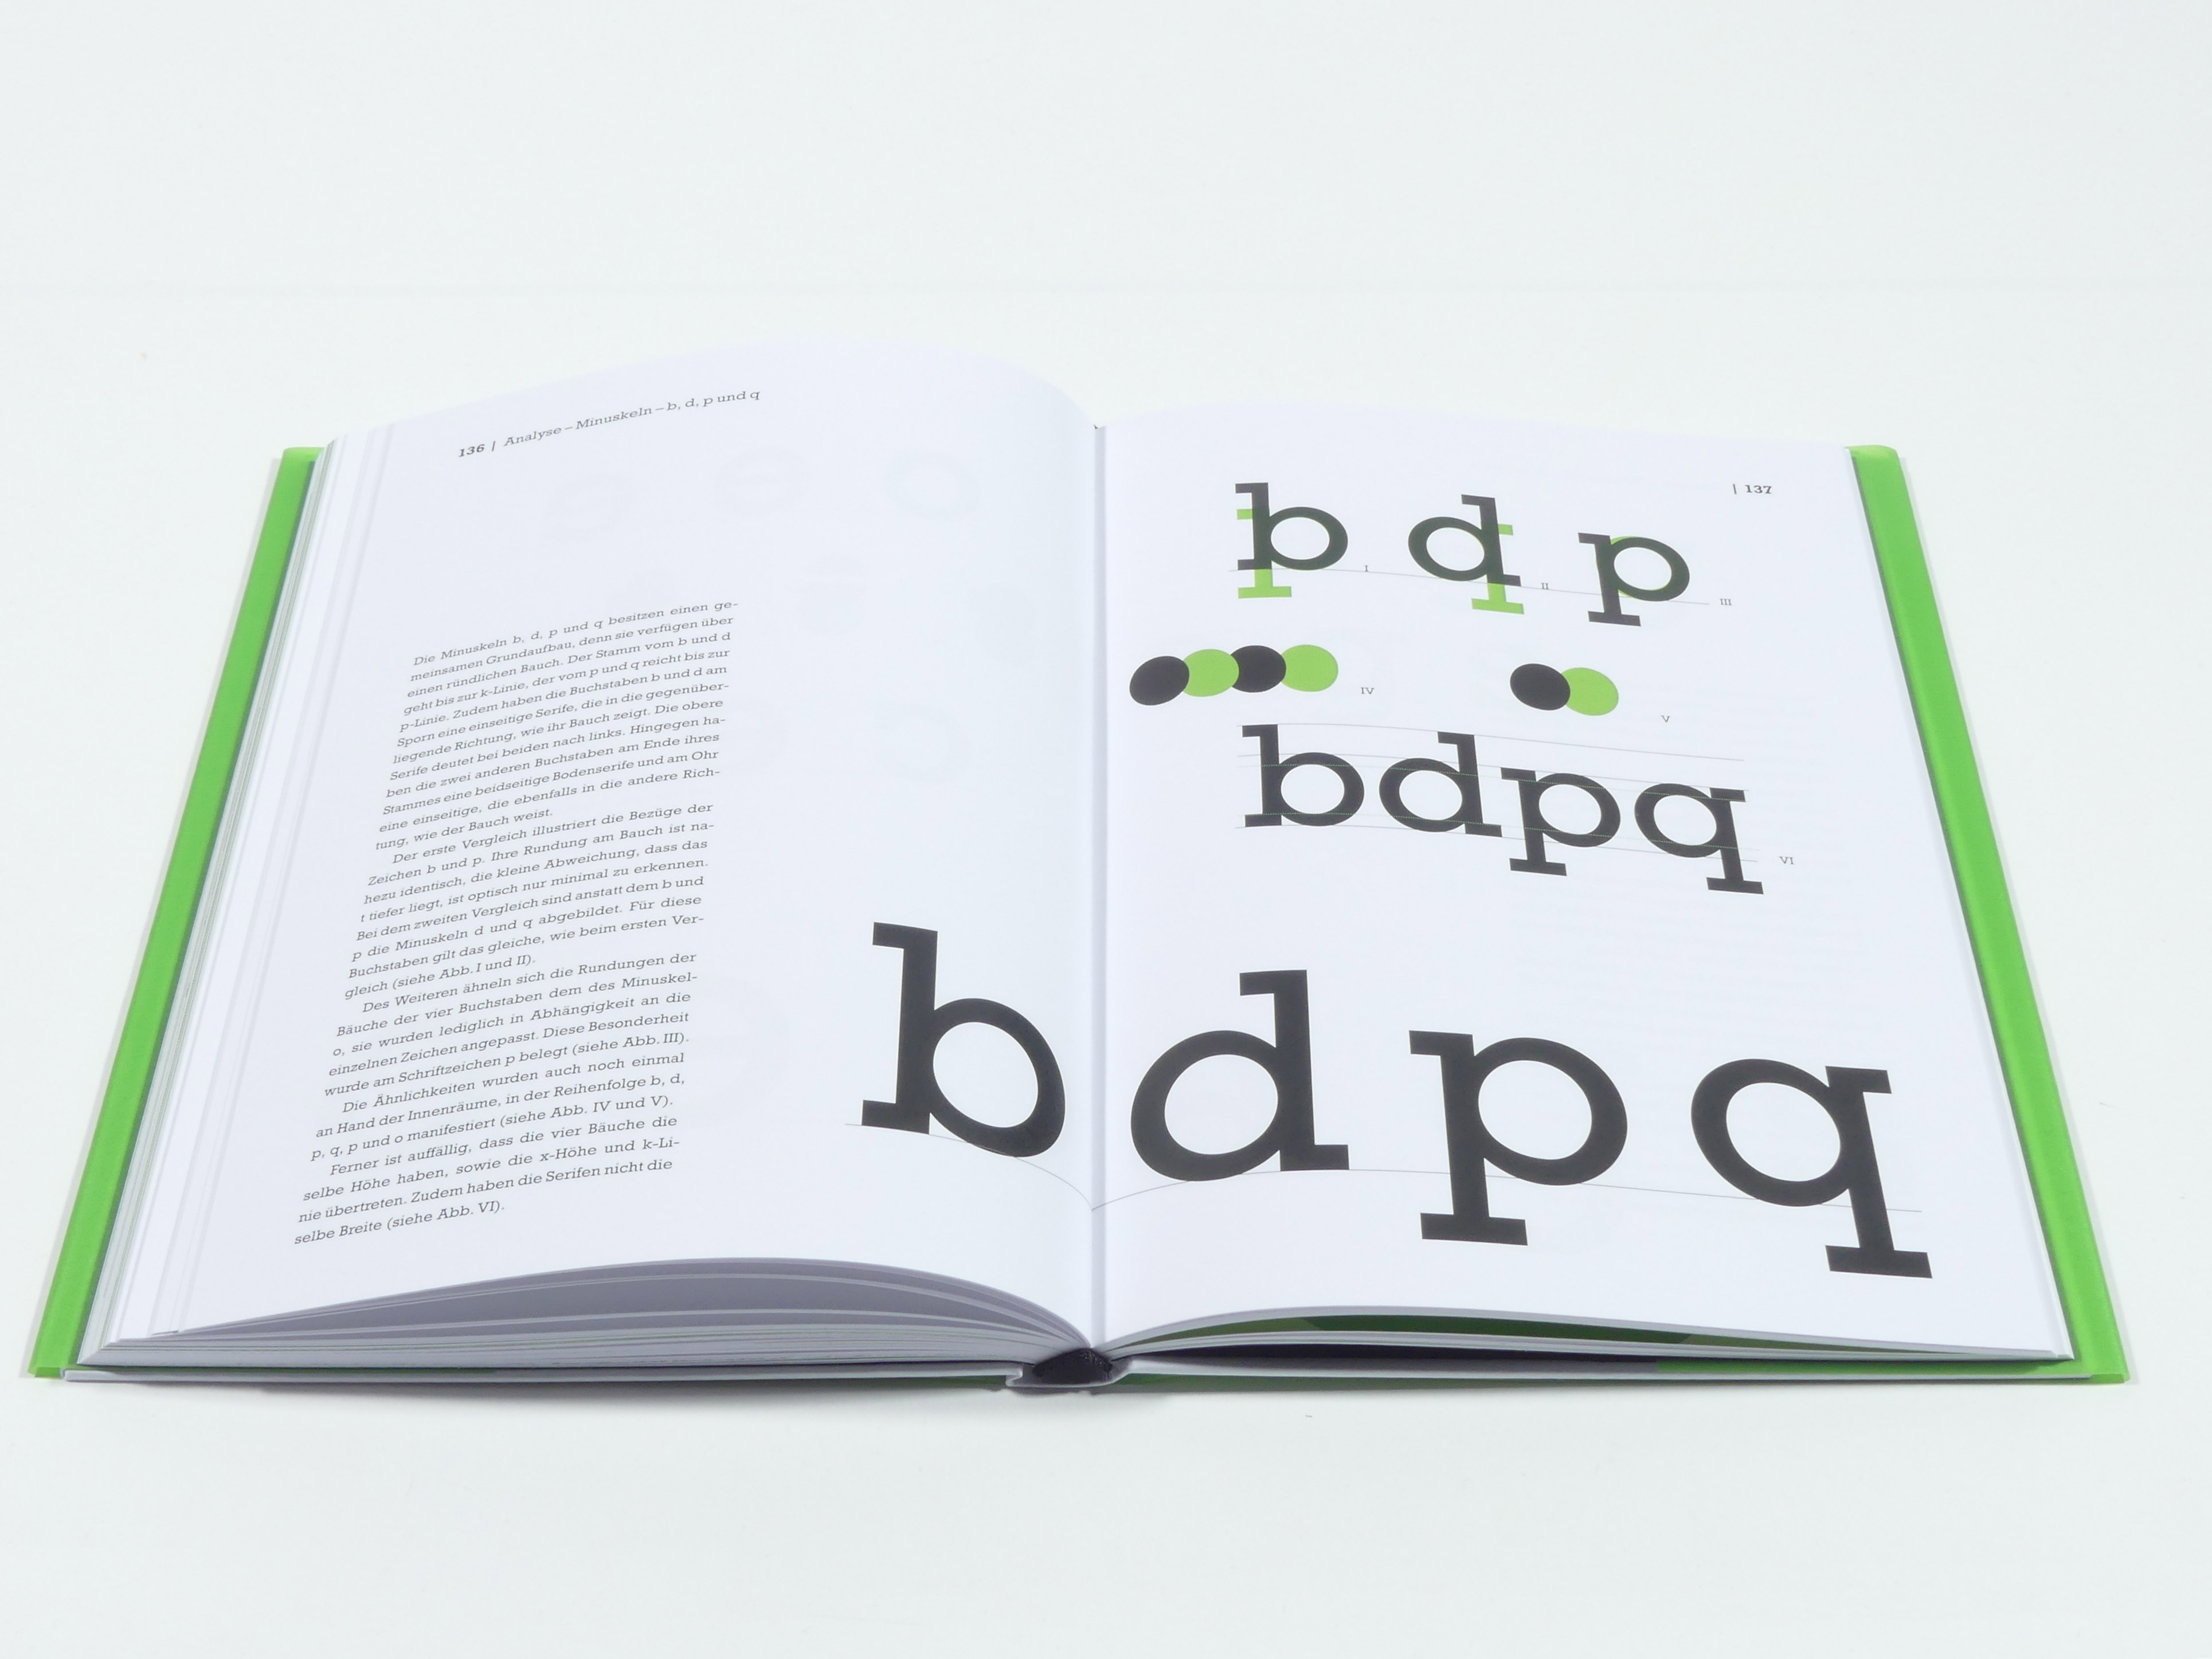 136 | Analyse – Minuskeln – b, d, p und q
Die Minuskeln b, d, p und q besitzen einen ge-
meinsamen Grundaufbau, denn sie verfügen über
einen ründlichen Bauch. Der Stamm vom b und d
geht bis zur k-Linie, der vom p und q reicht bis zur
p-Linie. Zudem haben die Buchstaben b und d am
Sporn eine einseitige Serife, die in die gegenüber-
liegende Richtung, wie ihr Bauch zeigt. Die obere
Serife deutet bei beiden nach links. Hingegen ha-
ben die zwei anderen Buchstaben am Ende ihres
Stammes eine beidseitige Bodenserife und am Ohr
eine einseitige, die ebenfalls in die andere Rich-
tung, wie der Bauch weist.
Der erste Vergleich illustriert die Bezüge der
Zeichen b und p. Ihre Rundung am Bauch ist na-
hezu identisch, die kleine Abweichung, dass das
t tiefer liegt, ist optisch nur minimal zu erkennen.
Bei dem zweiten Vergleich sind anstatt dem b und
p die Minuskeln d und q abgebildet. Für diese
Buchstaben gilt das gleiche, wie beim ersten Ver-
gleich (siehe Abb. I und II).
Des Weiteren ähneln sich die Rundungen der
Bäuche der vier Buchstaben dem des Minuskel-
o, sie wurden lediglich in Abhängigkeit an die
einzelnen Zeichen angepasst. Diese Besonderheit
wurde am Schriftzeichen p belegt (siehe Abb. III).
Die Ähnlichkeiten wurden auch noch einmal
an Hand der Innenräume, in der Reihenfolge b, d,
p, q, p und o manifestiert (siehe Abb. IV und V).
Ferner ist auffällig, dass die vier Bäuche die
selbe Höhe haben, sowie die x-Höhe und k-Li-
nie übertreten. Zudem haben die Serifen nicht die
selbe Breite (siehe Abb. VI).
| 137
b I d II p III
IV V
bdpq VI
b d p q